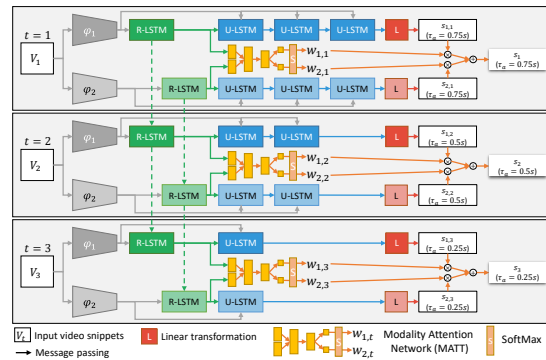 t = 1
V1
φ1
φ2
R-LSTM
R-LSTM
U-LSTM
U-LSTM
U-LSTM
U-LSTM
U-LSTM
U-LSTM
S
w1,1
w2,1
L
L
s1,1
(τa = 0.75s)
s2,1
(τa = 0.75s)
s1
(τa = 0.75s)
t = 2
V2
φ1
φ2
R-LSTM
R-LSTM
U-LSTM
U-LSTM
U-LSTM
U-LSTM
S
w1,2
w2,2
L
L
s1,2
(τa = 0.5s)
s2,2
(τa = 0.5s)
s2
(τa = 0.5s)
t = 3
V3
φ1
φ2
R-LSTM
R-LSTM
U-LSTM
U-LSTM
S
w1,3
w2,3
L
L
s1,3
(τa = 0.25s)
s2,3
(τa = 0.25s)
s3
(τa = 0.25s)
Vt Input video snippets
Message passing
L Linear transformation
S
w1,t
w2,t
Modality Attention
Network (MATT)
S SoftMax